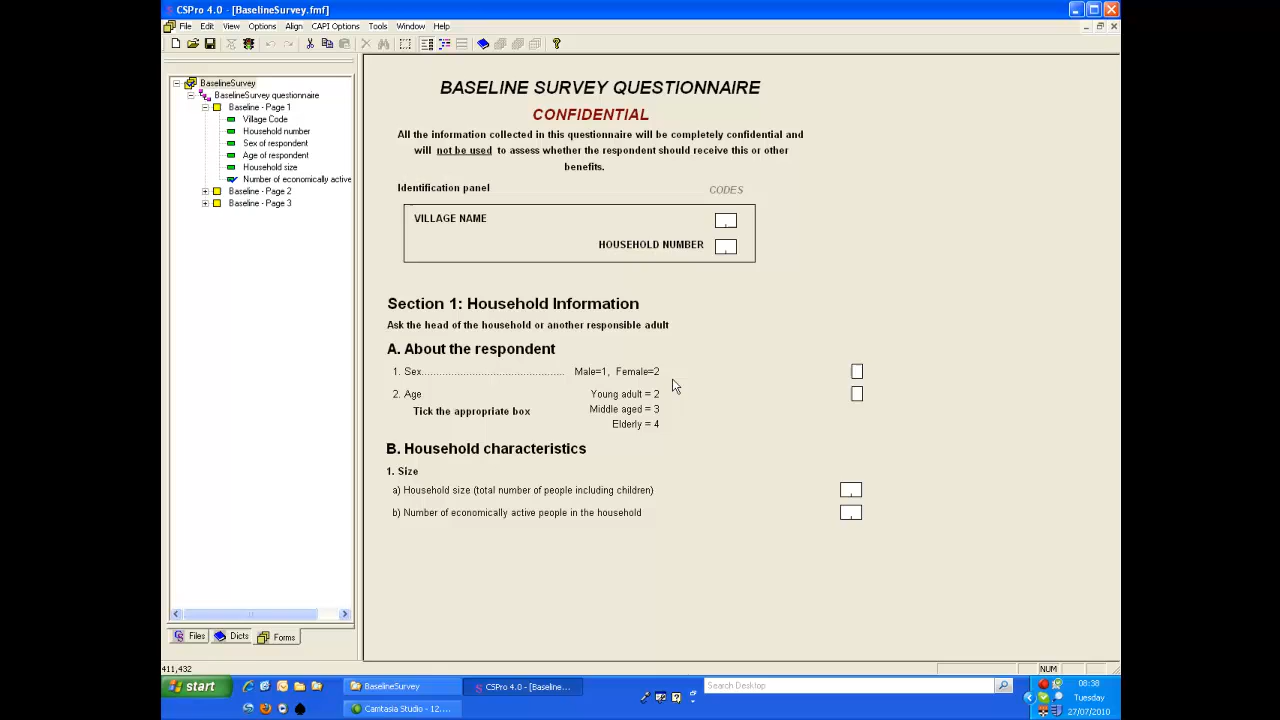 CSPro 4.0 - [BaselineSurvey.fmf]
File Edit View Options Align CAPI Options Tools Window Help
BaselineSurvey
BaselineSurvey questionnaire
Baseline - Page 1
Village Code
Household number
Sex of respondent
Age of respondent
Household size
Number of economically active
Baseline - Page 2
Baseline - Page 3
Files Dicts Forms
BASELINE SURVEY QUESTIONNAIRE
CONFIDENTIAL
All the information collected in this questionnaire will be completely confidential and
will not be used to assess whether the respondent should receive this or other
benefits.
Identification panel CODES
VILLAGE NAME
HOUSEHOLD NUMBER
Section 1: Household Information
Ask the head of the household or another responsible adult
A. About the respondent
1. Sex.................................................. Male=1, Female=2
2. Age Young adult = 2
Tick the appropriate box Middle aged = 3
Elderly = 4
B. Household characteristics
1. Size
a) Household size (total number of people including children)
b) Number of economically active people in the household
411,432 NUM
start BaselineSurvey CSPro 4.0 - [Baseline... Search Desktop 08:38
Tuesday
Camtasia Studio - 12.... 27/07/2010